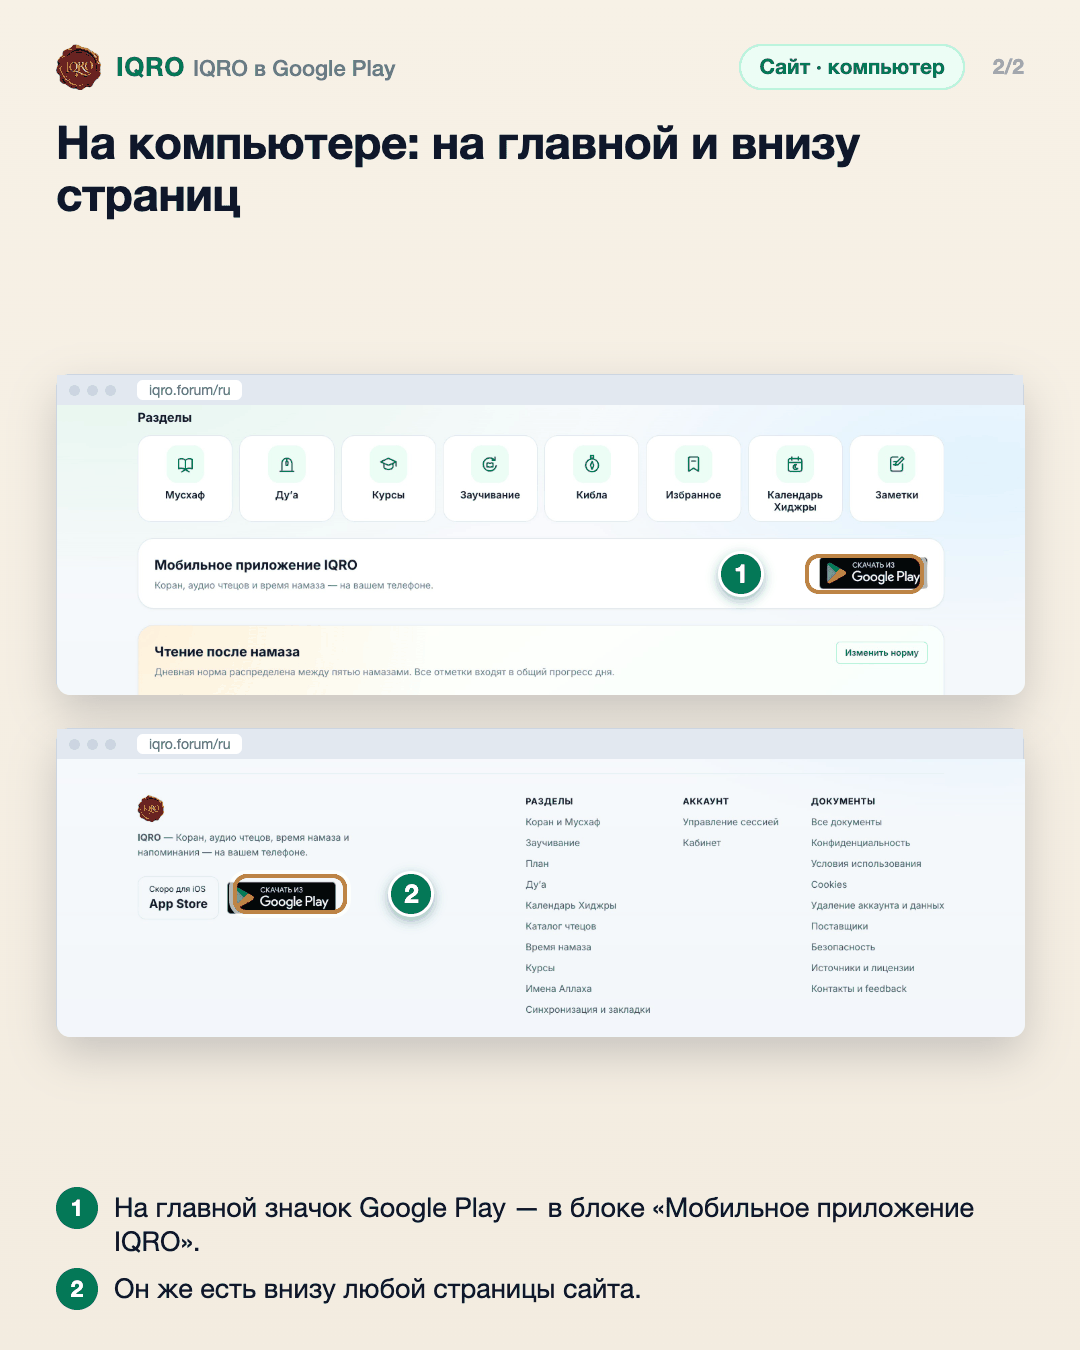 IQRO IQRO в Google Play
Сайт · компьютер
2/2
На компьютере: на главной и внизу
страниц
iqro.forum/ru
Разделы
Мусхаф
Ду'а
Курсы
Заучивание
Кибла
Избранное
Календарь
Хиджры
Заметки
Мобильное приложение IQRO
Коран, аудио чтецов и время намаза — на вашем телефоне.
1
СКАЧАТЬ ИЗ
Google Play
Чтение после намаза
Дневная норма распределена между пятью намазами. Все отметки входят в общий прогресс дня.
Изменить норму
iqro.forum/ru
IQRO
IQRO — Коран, аудио чтецов, время намаза и
напоминания — на вашем телефоне.
Скоро для iOS
App Store
СКАЧАТЬ ИЗ
Google Play
2
РАЗДЕЛЫ
Коран и Мусхаф
Заучивание
План
Ду'а
Календарь Хиджры
Каталог чтецов
Время намаза
Курсы
Имена Аллаха
Синхронизация и закладки
АККАУНТ
Управление сессией
Кабинет
ДОКУМЕНТЫ
Все документы
Конфиденциальность
Условия использования
Cookies
Удаление аккаунта и данных
Поставщики
Безопасность
Источники и лицензии
Контакты и feedback
1 На главной значок Google Play — в блоке «Мобильное приложение
IQRO».
2 Он же есть внизу любой страницы сайта.